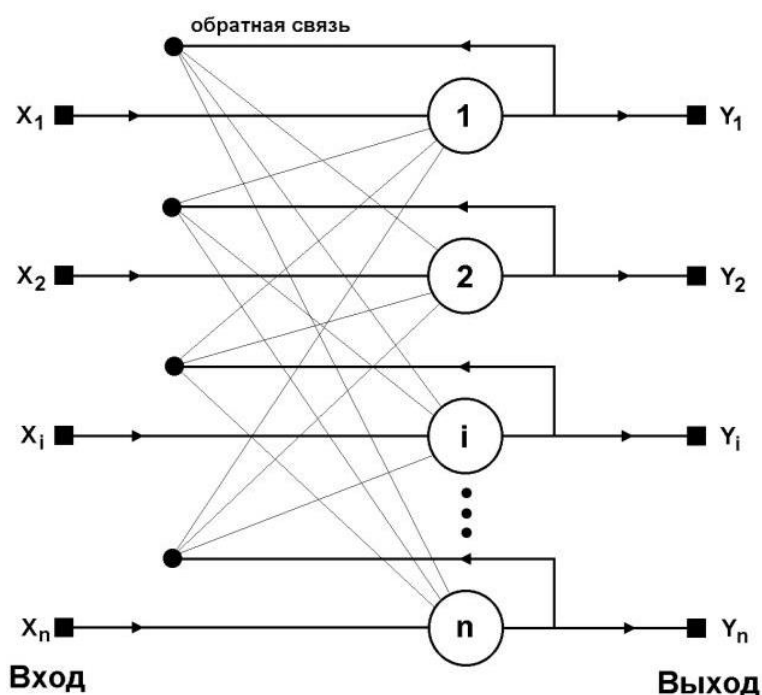 обратная связь
X1 1 Y1
X2 2 Y2
Xi i Yi
Xn n Yn
Вход Выход